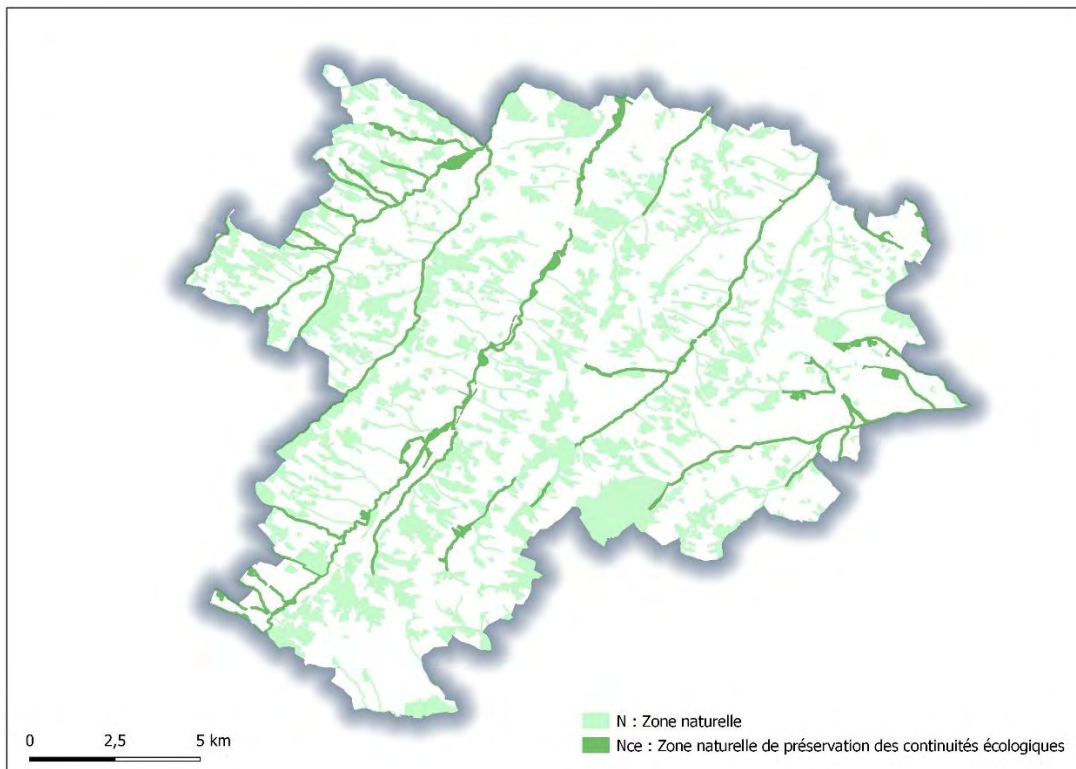 N : Zone naturelle
Nce : Zone naturelle de préservation des continuités écologiques
0 2,5 5 km